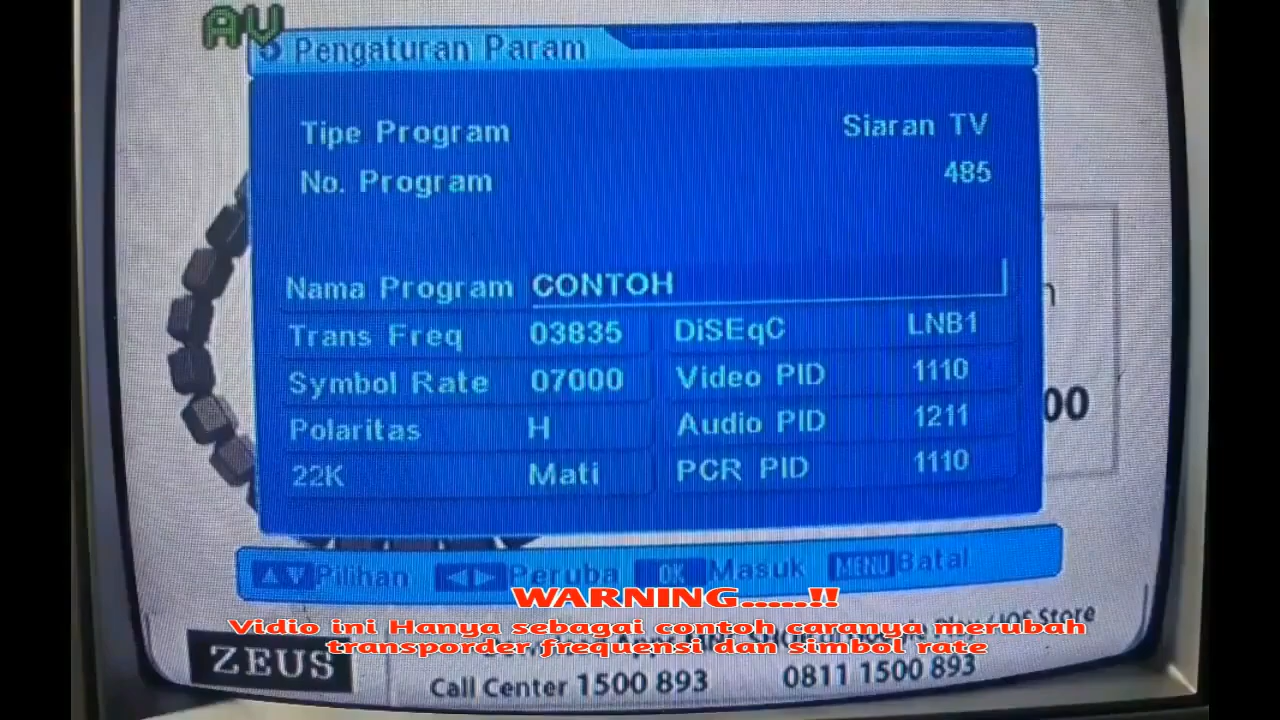 AV
Pengaturan Param
Tipe Program Siaran TV
No. Program 485
Nama Program CONTOH
Trans Freq 03835 DiSEqC LNB1
Symbol Rate 07000 Video PID 1110
Polaritas H Audio PID 1211
22K Mati PCR PID 1110
Pilihan Peruba OK Masuk MENU Batal
00
WARNING.....!!
Vidio ini Hanya sebagai contoh caranya merubah
transporder frequensi dan simbol rate
Store
ZEUS
Call Center 1500 893 0811 1500 893